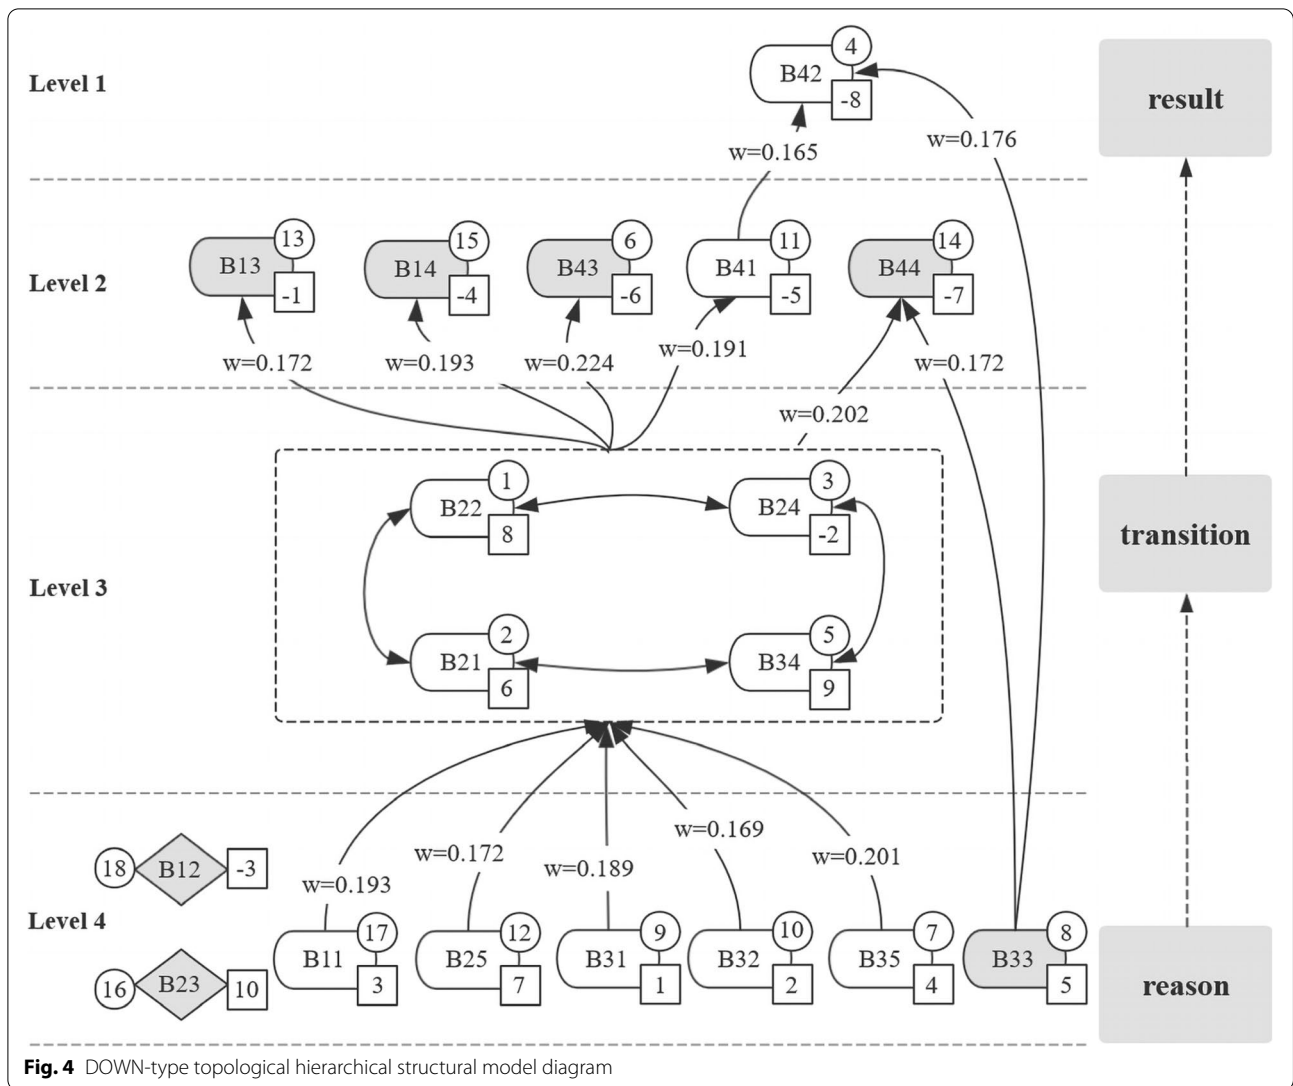 Level 1
B42
4
-8
result
w=0.165
w=0.176
Level 2
B13
13
-1
B14
15
-4
B43
6
-6
B41
11
-5
B44
14
-7
w=0.172
w=0.193
w=0.224
w=0.191
w=0.172
w=0.202
Level 3
B22
1
8
B24
3
-2
transition
B21
2
6
B34
5
9
w=0.193
w=0.172
w=0.189
w=0.169
w=0.201
Level 4
18
B12
-3
16
B23
10
B11
17
3
B25
12
7
B31
9
1
B32
10
2
B35
7
4
B33
8
5
reason
Fig. 4 DOWN-type topological hierarchical structural model diagram